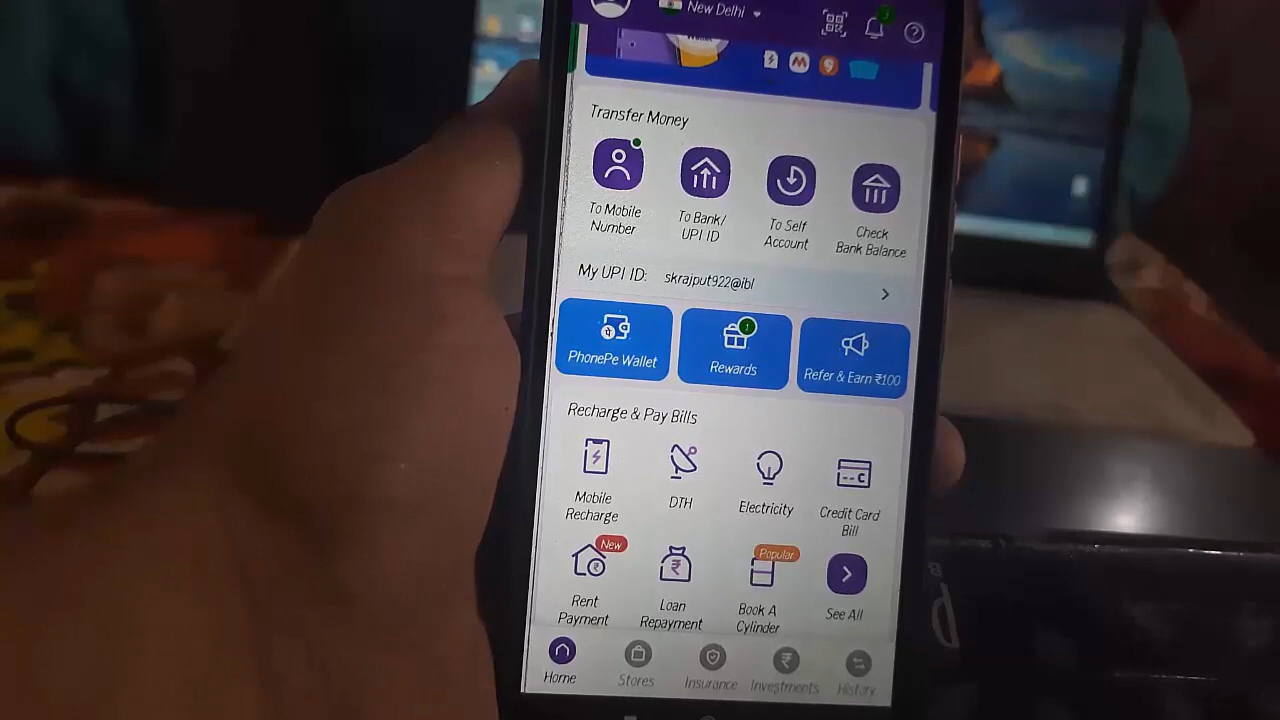 New Delhi
3
Transfer Money
To Mobile
Number
To Bank/
UPI ID
To Self
Account
Check
Bank Balance
My UPI ID: skrajput922@ibl
PhonePe Wallet
1
Rewards
Refer & Earn ₹100
Recharge & Pay Bills
Mobile
Recharge
DTH
Electricity
Credit Card
Bill
New
Rent
Payment
Loan
Repayment
Popular
Book A
Cylinder
See All
Home
Stores
Insurance
Investments
History